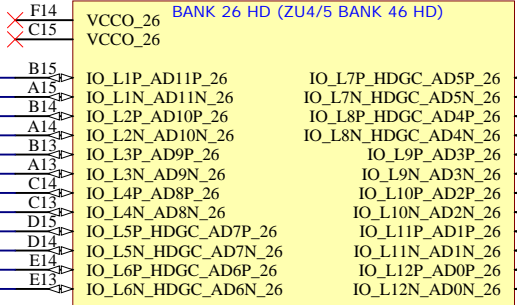 BANK 26 HD (ZU4/5 BANK 46 HD)
F14 VCCO_26
C15 VCCO_26
B15 IO_L1P_AD11P_26 IO_L7P_HDGC_AD5P_26
A15 IO_L1N_AD11N_26 IO_L7N_HDGC_AD5N_26
B14 IO_L2P_AD10P_26 IO_L8P_HDGC_AD4P_26
A14 IO_L2N_AD10N_26 IO_L8N_HDGC_AD4N_26
B13 IO_L3P_AD9P_26 IO_L9P_AD3P_26
A13 IO_L3N_AD9N_26 IO_L9N_AD3N_26
C14 IO_L4P_AD8P_26 IO_L10P_AD2P_26
C13 IO_L4N_AD8N_26 IO_L10N_AD2N_26
D15 IO_L5P_HDGC_AD7P_26 IO_L11P_AD1P_26
D14 IO_L5N_HDGC_AD7N_26 IO_L11N_AD1N_26
E14 IO_L6P_HDGC_AD6P_26 IO_L12P_AD0P_26
E13 IO_L6N_HDGC_AD6N_26 IO_L12N_AD0N_26